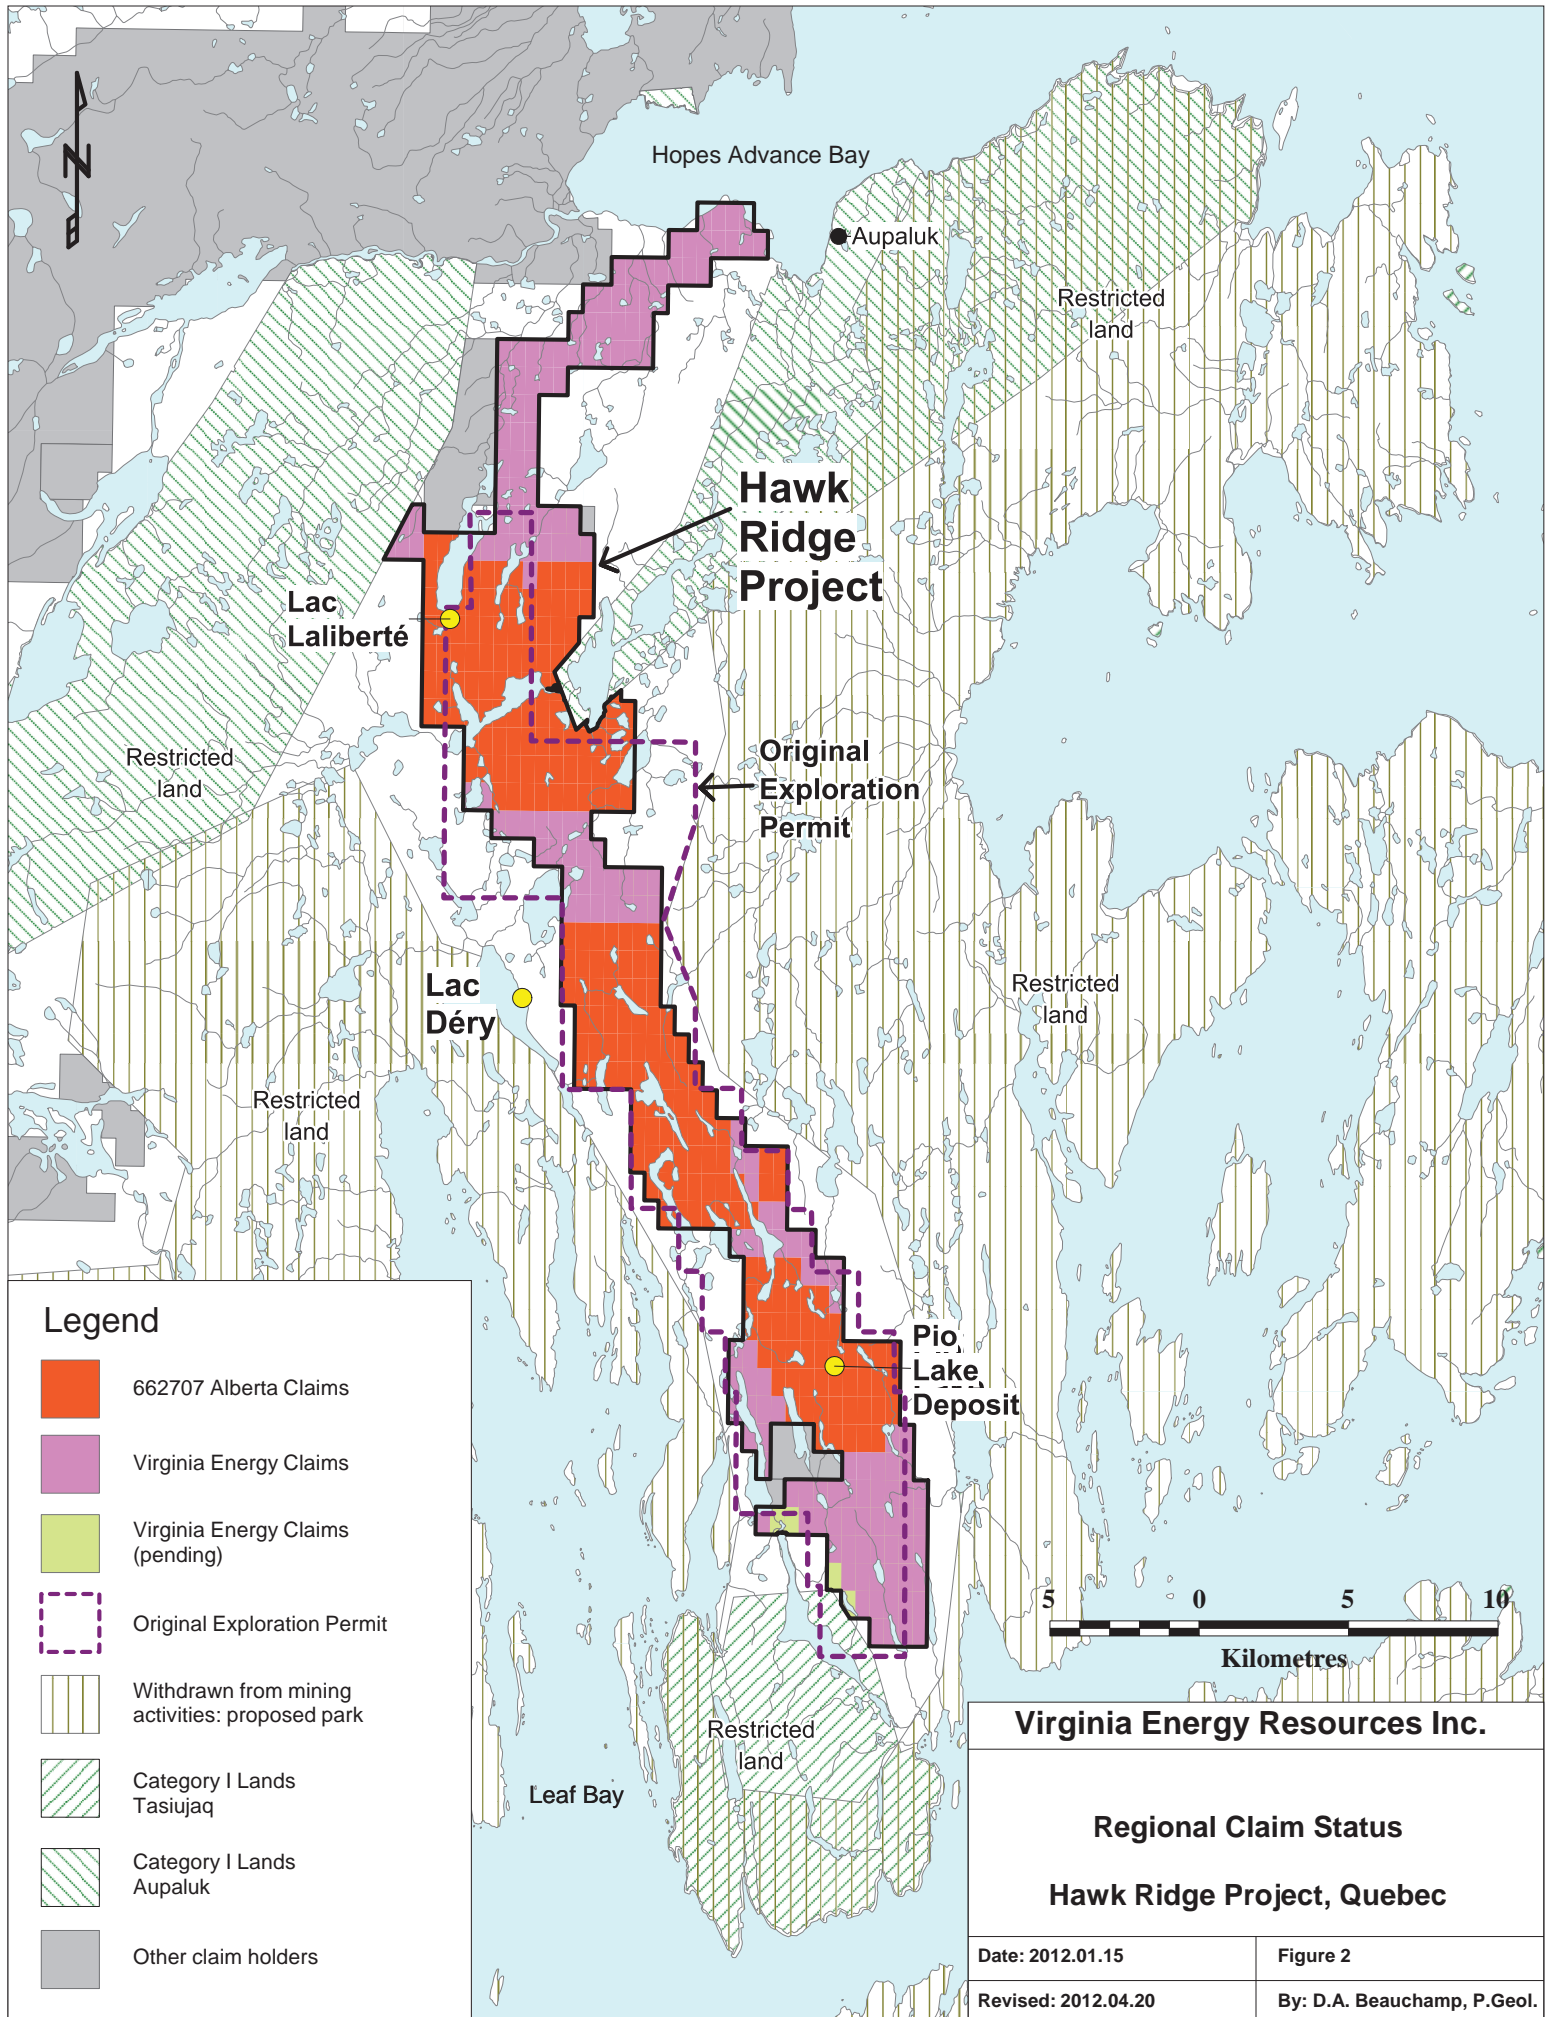 N
Hopes Advance Bay
Aupaluk
Restricted
land
Hawk
Ridge
Project
Lac
Laliberté
Original
Exploration
Permit
Restricted
land
Lac
Déry
Restricted
land
Restricted
land
Pio
Lake
Deposit
5 0 5 10
Kilometres
Restricted
land
Leaf Bay
Legend
662707 Alberta Claims
Virginia Energy Claims
Virginia Energy Claims
(pending)
Original Exploration Permit
Withdrawn from mining
activities: proposed park
Category I Lands
Tasiujaq
Category I Lands
Aupaluk
Other claim holders
Virginia Energy Resources Inc.
Regional Claim Status
Hawk Ridge Project, Quebec
Date: 2012.01.15
Figure 2
Revised: 2012.04.20
By: D.A. Beauchamp, P.Geol.